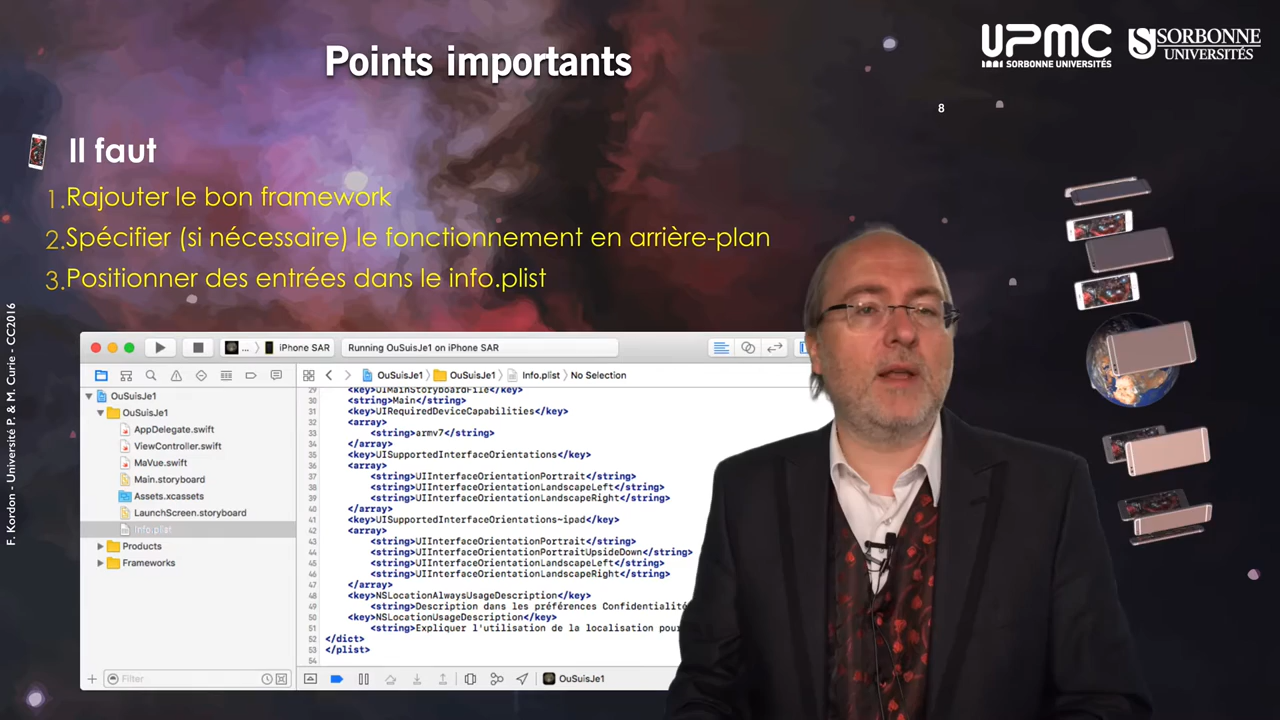 Points importants
UPMC
SORBONNE UNIVERSITÉS
SORBONNE
UNIVERSITÉS
8
Il faut
1. Rajouter le bon framework
2. Spécifier (si nécessaire) le fonctionnement en arrière-plan
3. Positionner des entrées dans le info.plist
F. Kordon - Université P. & M. Curie - CC2016
... iPhone SAR
Running OuSuisJe1 on iPhone SAR
OuSuisJe1 OuSuisJe1 Info.plist No Selection
OuSuisJe1
OuSuisJe1
AppDelegate.swift
ViewController.swift
MaVue.swift
Main.storyboard
Assets.xcassets
LaunchScreen.storyboard
Info.plist
Products
Frameworks
Filter
29 <key>UIMainStoryboardFile</key>
30 <string>Main</string>
31 <key>UIRequiredDeviceCapabilities</key>
32 <array>
33 <string>armv7</string>
34 </array>
35 <key>UISupportedInterfaceOrientations</key>
36 <array>
37 <string>UIInterfaceOrientationPortrait</string>
38 <string>UIInterfaceOrientationLandscapeLeft</string>
39 <string>UIInterfaceOrientationLandscapeRight</string>
40 </array>
41 <key>UISupportedInterfaceOrientations~ipad</key>
42 <array>
43 <string>UIInterfaceOrientationPortrait</string>
44 <string>UIInterfaceOrientationPortraitUpsideDown</string>
45 <string>UIInterfaceOrientationLandscapeLeft</string>
46 <string>UIInterfaceOrientationLandscapeRight</string>
47 </array>
48 <key>NSLocationAlwaysUsageDescription</key>
49 <string>Description dans les préférences Confidentialité
50 <key>NSLocationUsageDescription</key>
51 <string>Expliquer l'utilisation de la localisation pour
52 </dict>
53 </plist>
54
OuSuisJe1